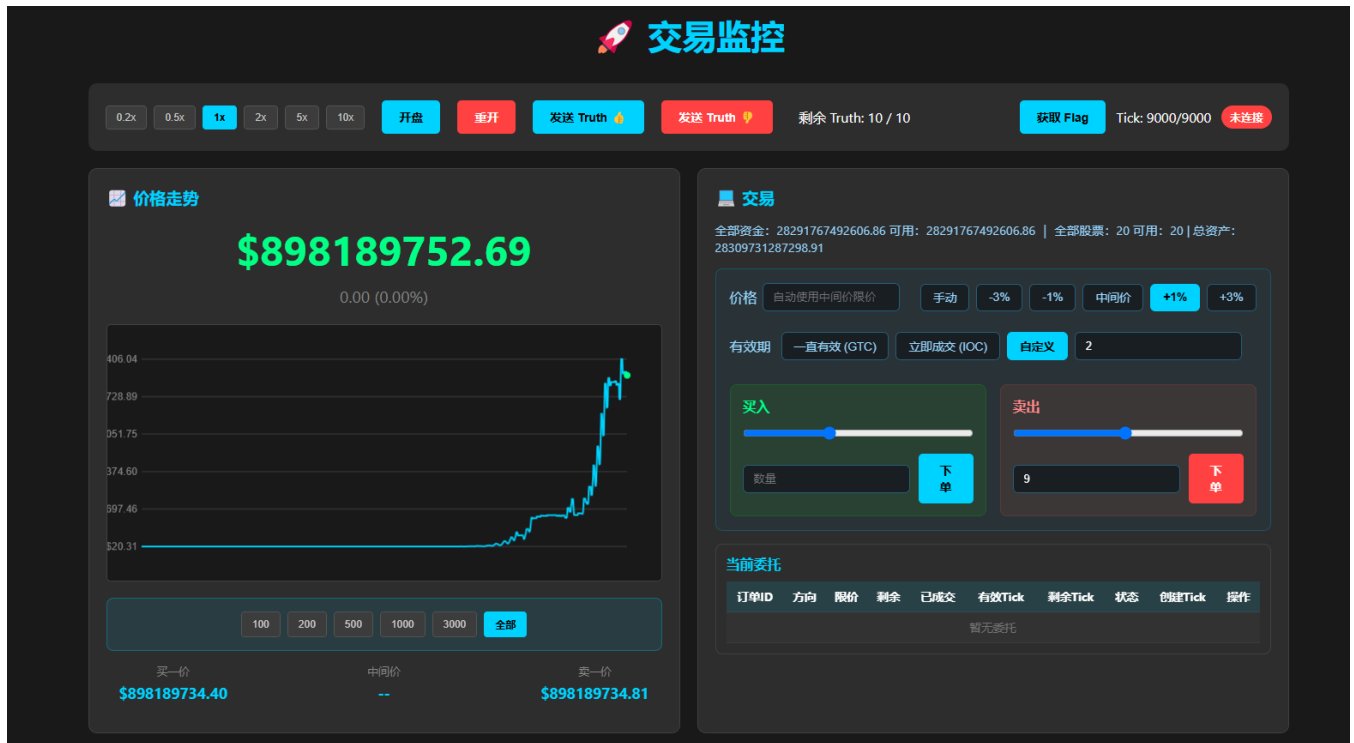 🚀 交易监控
0.2x 0.5x 1x 2x 5x 10x 开盘 重开 发送 Truth 👍 发送 Truth 👎 剩余 Truth: 10 / 10 获取 Flag Tick: 9000/9000 未连接
📈 价格走势
$898189752.69
0.00 (0.00%)
406.04
728.89
051.75
374.60
697.46
520.31
100 200 500 1000 3000 全部
买一价 中间价 卖一价
$898189734.40 -- $898189734.81
💻 交易
全部资金：28291767492606.86 可用：28291767492606.86 | 全部股票：20 可用：20 | 总资产：
28309731287298.91
价格 自动使用中间价限价 手动 -3% -1% 中间价 +1% +3%
有效期 一直有效 (GTC) 立即成交 (IOC) 自定义 2
买入
数量 下单
卖出
9 下单
当前委托
订单ID 方向 限价 剩余 已成交 有效Tick 剩余Tick 状态 创建Tick 操作
暂无委托